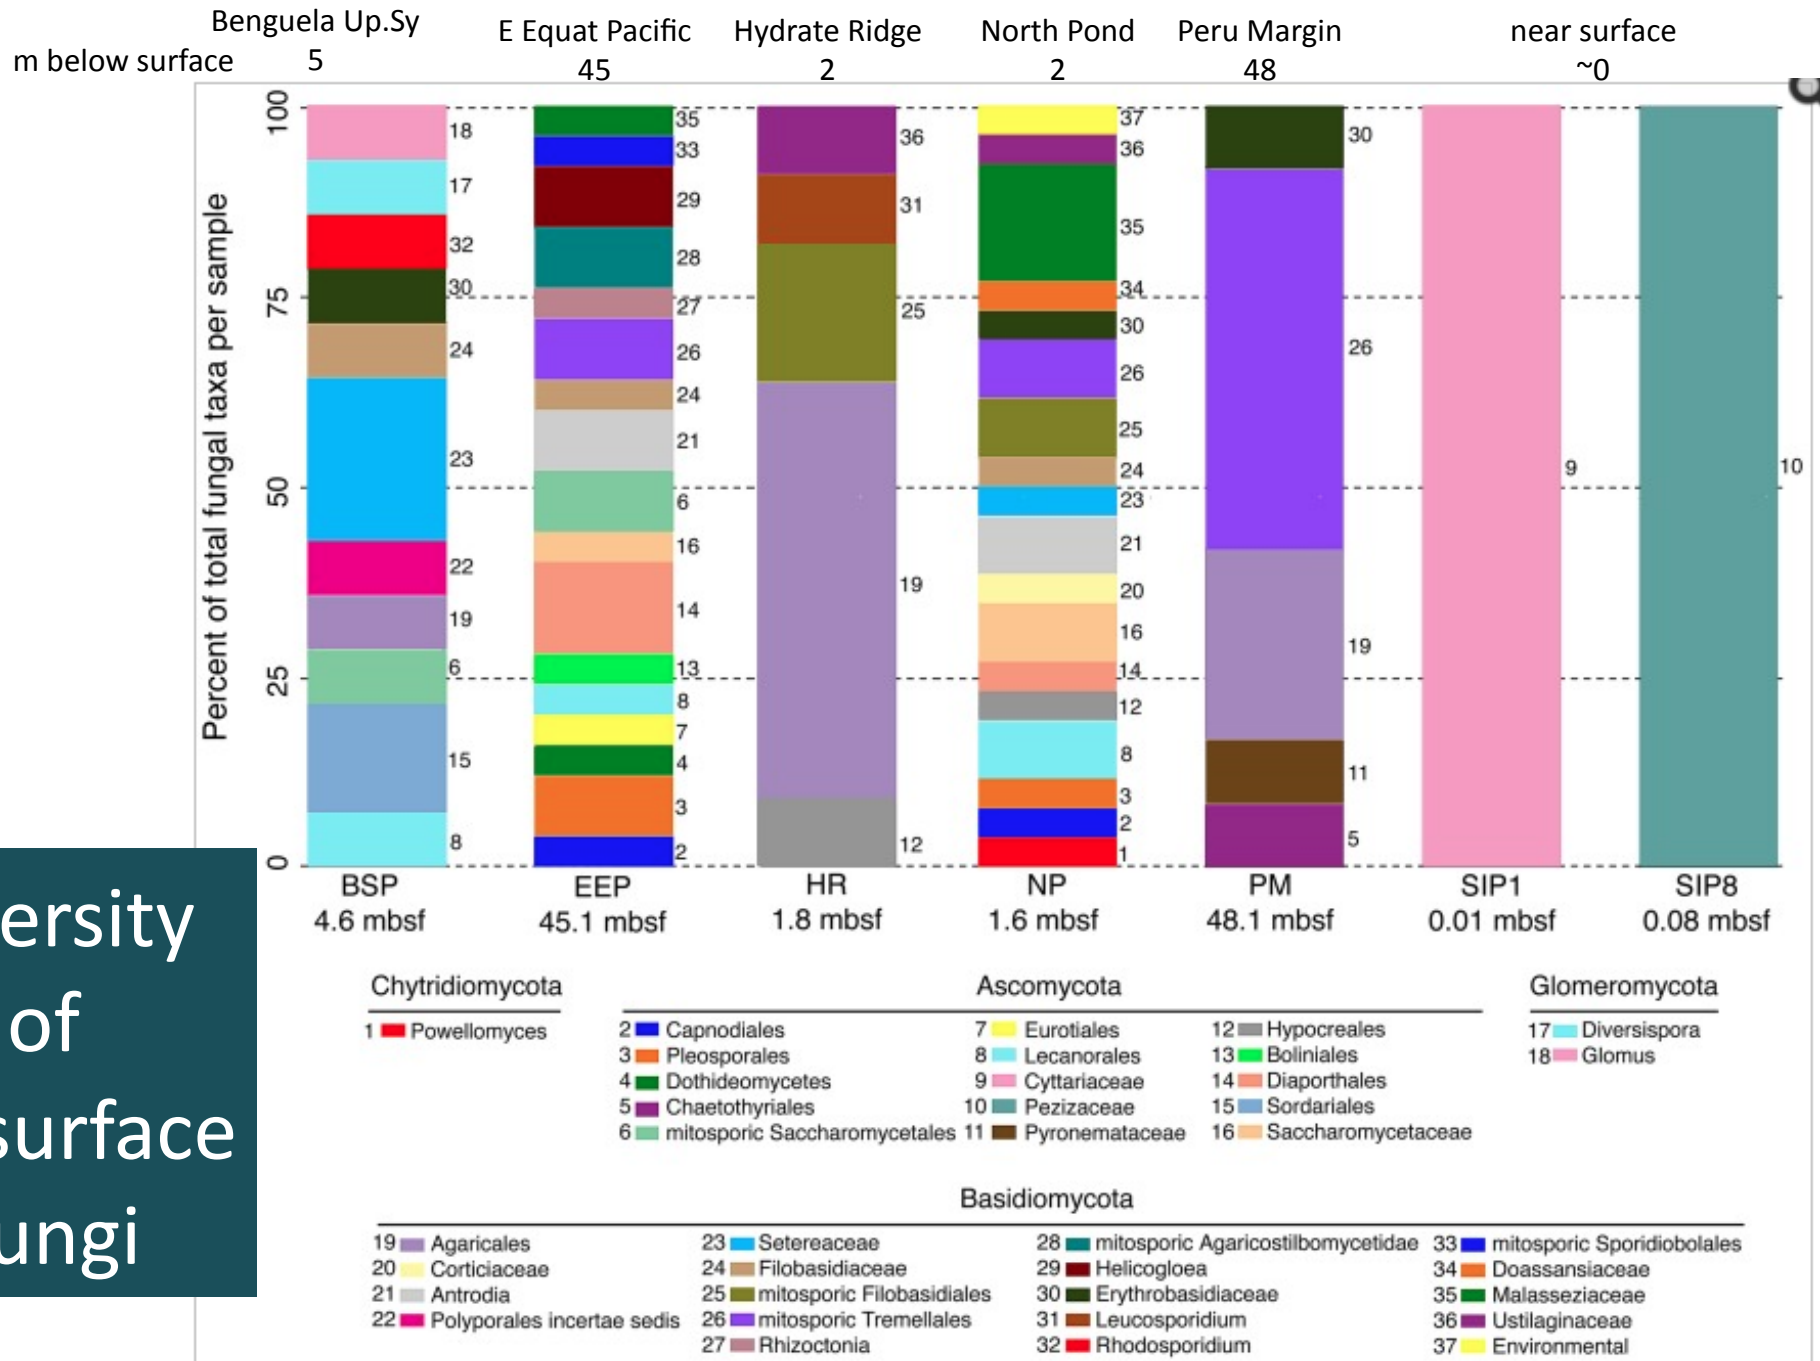 Benguela Up.Sy E Equat Pacific Hydrate Ridge North Pond Peru Margin near surface
m below surface 5 45 2 2 48 ~0
Percent of total fungal taxa per sample
100
75
50
25
0
18
17
32
30
24
23
22
19
6
15
8
35
33
29
28
27
26
24
21
6
16
14
13
8
7
4
3
2
36
31
25
19
12
37
36
35
34
30
26
25
24
23
21
20
16
14
12
8
3
2
1
30
26
19
11
5
9
10
BSP EEP HR NP PM SIP1 SIP8
4.6 mbsf 45.1 mbsf 1.8 mbsf 1.6 mbsf 48.1 mbsf 0.01 mbsf 0.08 mbsf
ersity
of
surface
ungi
Chytridiomycota
1 Powellomyces
Ascomycota
2 Capnodiales 7 Eurotiales 12 Hypocreales
3 Pleosporales 8 Lecanorales 13 Boliniales
4 Dothideomycetes 9 Cyttariaceae 14 Diaporthales
5 Chaetothyriales 10 Pezizaceae 15 Sordariales
6 mitosporic Saccharomycetales 11 Pyronemataceae 16 Saccharomycetaceae
Glomeromycota
17 Diversispora
18 Glomus
Basidiomycota
19 Agaricales 23 Setereaceae 28 mitosporic Agaricostilbomycetidae 33 mitosporic Sporidiobolales
20 Corticiaceae 24 Filobasidiaceae 29 Helicogloea 34 Doassansiaceae
21 Antrodia 25 mitosporic Filobasidiales 30 Erythrobasidiaceae 35 Malasseziaceae
22 Polyporales incertae sedis 26 mitosporic Tremellales 31 Leucosporidium 36 Ustilaginaceae
27 Rhizoctonia 32 Rhodosporidium 37 Environmental